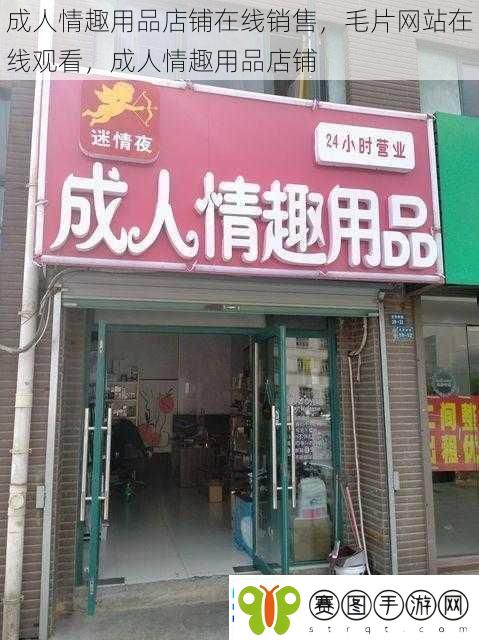 成人情趣用品店铺在线销售，毛片网站在
线观看，成人情趣用品店铺
迷情夜
24小时营业
成人情趣用品
赛图手游网
strqt.com